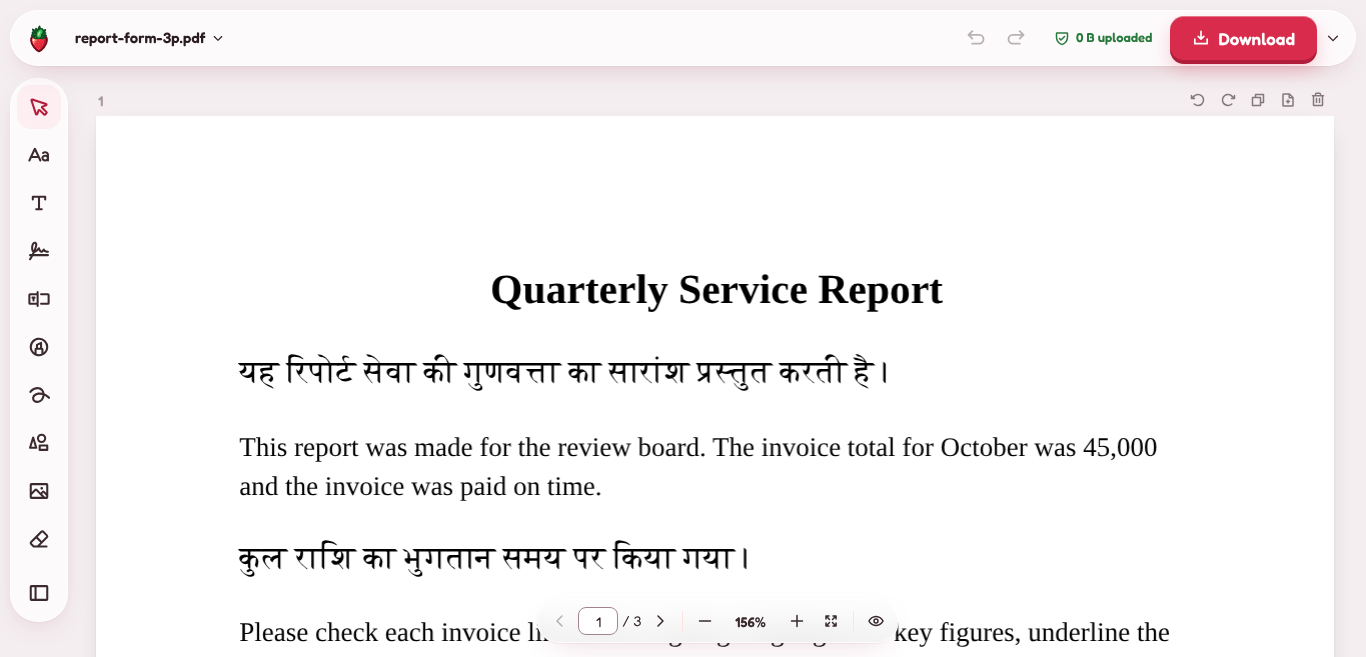 report-form-3p.pdf
0 B uploaded
Download
1
Aa
T
Quarterly Service Report
यह रिपोर्ट सेवा की गुणवत्ता का सारांश प्रस्तुत करती है।
This report was made for the review board. The invoice total for October was 45,000
and the invoice was paid on time.
कुल राशि का भुगतान समय पर किया गया।
Please check each invoice key figures, underline the
1 / 3
156%